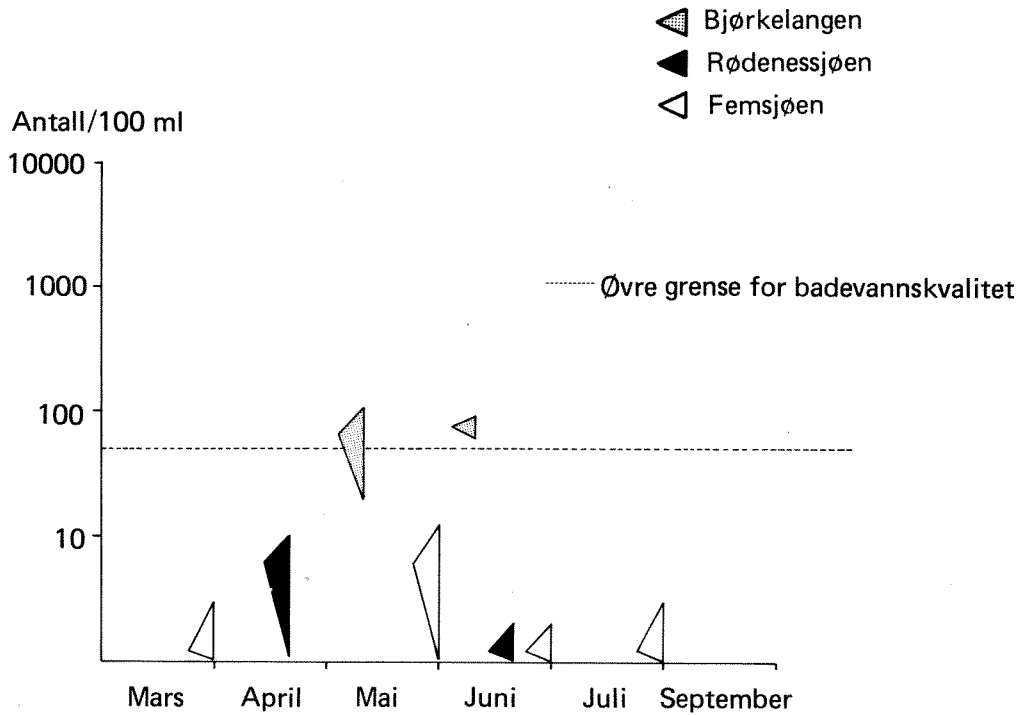 Bjørkelangen
Rødenessjøen
Femsjøen
Antall/100 ml
10000
1000
Øvre grense for badevannskvalitet
100
10
Mars April Mai Juni Juli September